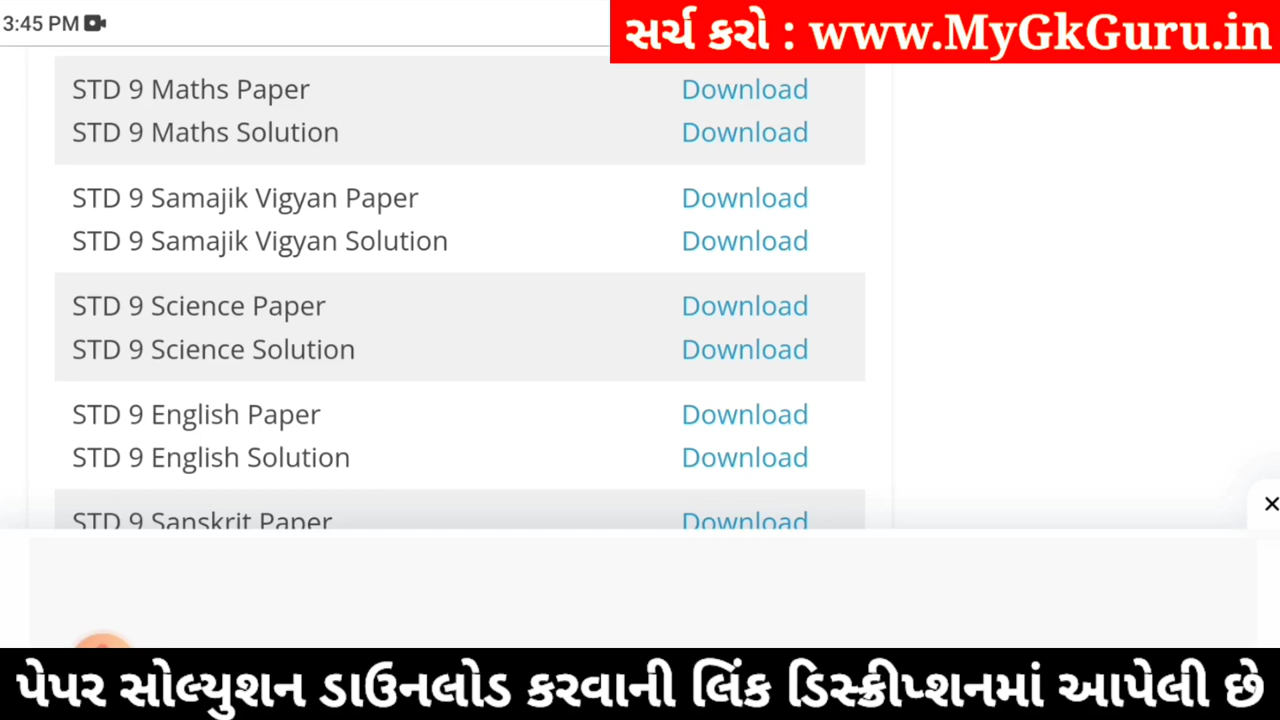 3:45 PM
સર્ચ કરો : www.MyGkGuru.in
STD 9 Maths Paper Download
STD 9 Maths Solution Download
STD 9 Samajik Vigyan Paper Download
STD 9 Samajik Vigyan Solution Download
STD 9 Science Paper Download
STD 9 Science Solution Download
STD 9 English Paper Download
STD 9 English Solution Download
STD 9 Sanskrit Paper Download
પેપર સોલ્યુશન ડાઉનલોડ કરવાની લિંક ડિસ્ક્રીપ્શનમાં આપેલી છે